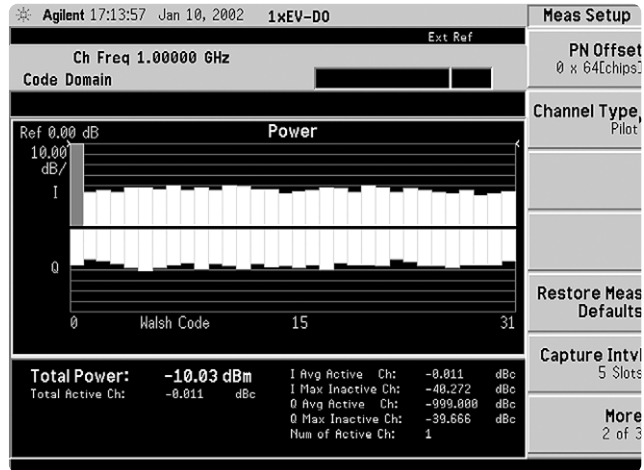 Agilent 17:13:57 Jan 10, 2002 1xEV-DO
Ext Ref
Ch Freq 1.00000 GHz
Code Domain
Ref 0.00 dB
Power
10.00
dB/
I
Q
0 Walsh Code 15 31
Total Power: -10.03 dBm
Total Active Ch: -0.011 dBc
I Avg Active Ch: -0.011 dBc
I Max Inactive Ch: -40.272 dBc
Q Avg Active Ch: -999.000 dBc
Q Max Inactive Ch: -39.666 dBc
Num of Active Ch: 1
Meas Setup
PN Offset
0 x 64[chips]
Channel Type,
Pilot
Restore Meas
Defaults
Capture Intvl
5 Slots
More
2 of 3